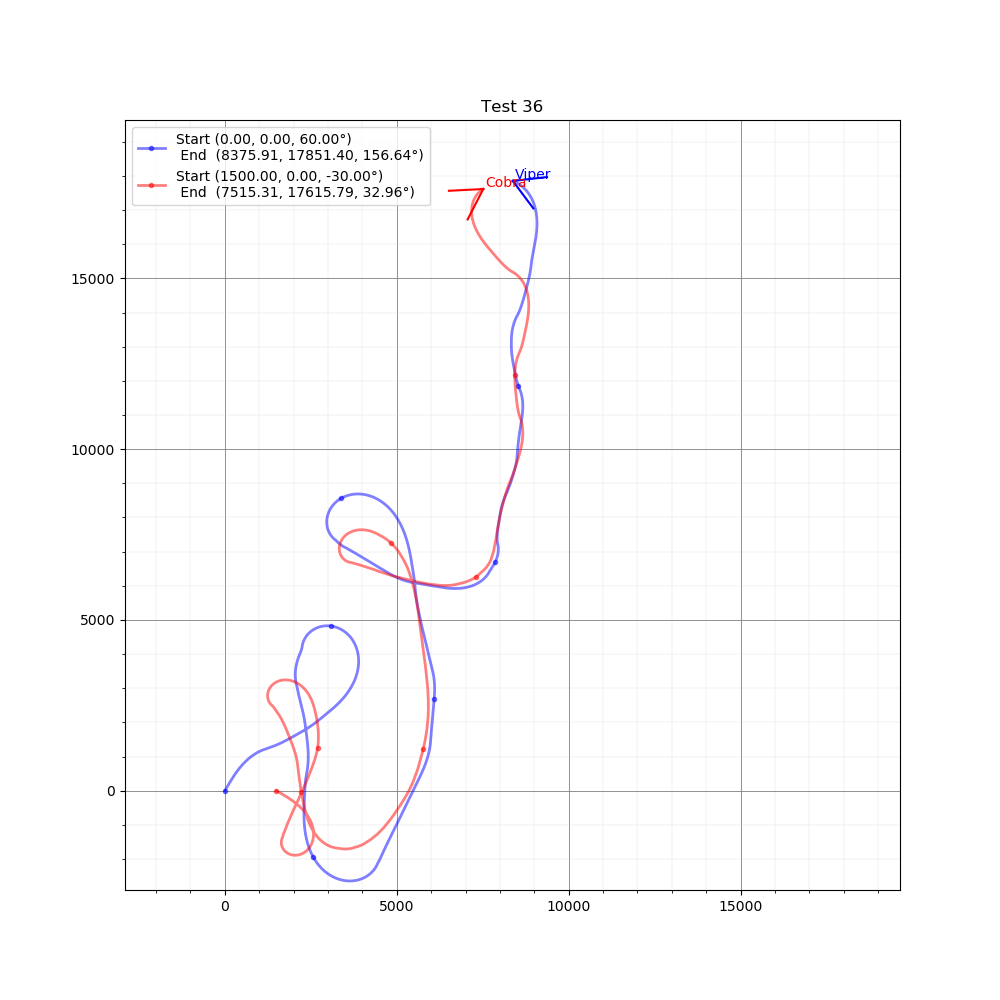 Test 36
Start (0.00, 0.00, 60.00°)
End  (8375.91, 17851.40, 156.64°)
Start (1500.00, 0.00, -30.00°)
End  (7515.31, 17615.79, 32.96°)
Viper
Cobra
15000
10000
5000
0
0 5000 10000 15000